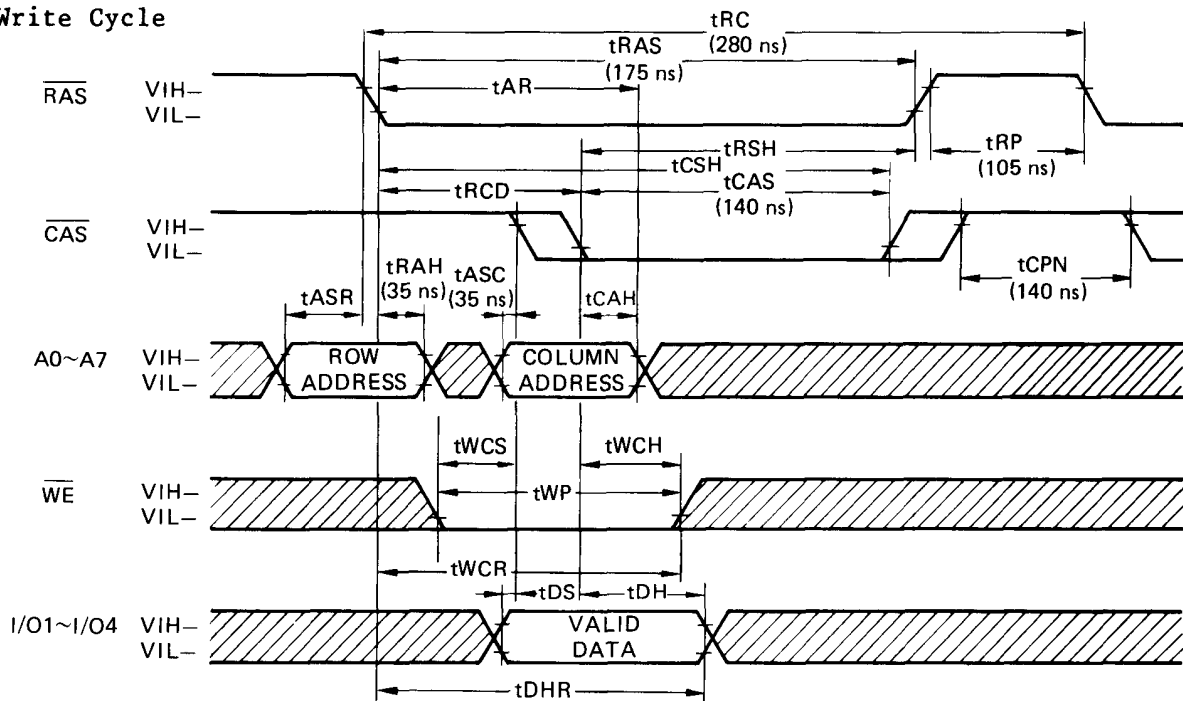 Write Cycle
tRC
(280 ns)
tRAS
(175 ns)
tAR
RAS
VIH–
VIL–
tRSH
tCSH
tRP
(105 ns)
tRCD
tCAS
(140 ns)
CAS
VIH–
VIL–
tRAH
(35 ns)
tASC
(35 ns)
tCPN
(140 ns)
tASR
tCAH
A0~A7
VIH–
VIL–
ROW
ADDRESS
COLUMN
ADDRESS
tWCS
tWCH
tWP
WE
VIH–
VIL–
tWCR
tDS
tDH
I/O1~I/O4
VIH–
VIL–
VALID
DATA
tDHR